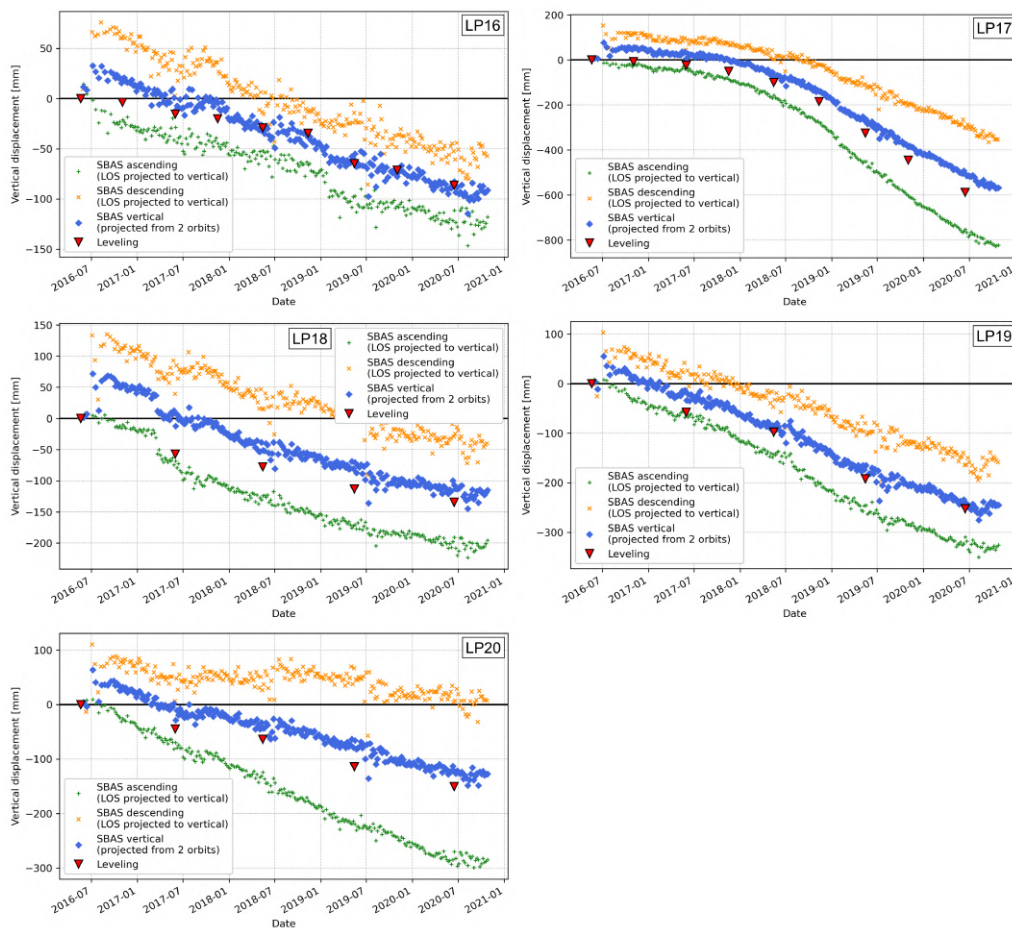 LP16
Vertical displacement [mm]
50
0
−50
−100
−150
SBAS ascending
(LOS projected to vertical)
SBAS descending
(LOS projected to vertical)
SBAS vertical
(projected from 2 orbits)
Leveling
2016-07
2017-01
2017-07
2018-01
2018-07
2019-01
2019-07
2020-01
2020-07
2021-01
Date
LP17
Vertical displacement [mm]
200
0
−200
−400
−600
−800
SBAS ascending
(LOS projected to vertical)
SBAS descending
(LOS projected to vertical)
SBAS vertical
(projected from 2 orbits)
Leveling
2016-07
2017-01
2017-07
2018-01
2018-07
2019-01
2019-07
2020-01
2020-07
2021-01
Date
LP18
Vertical displacement [mm]
150
100
50
0
−50
−100
−150
−200
SBAS ascending
(LOS projected to vertical)
SBAS descending
(LOS projected to vertical)
SBAS vertical
(projected from 2 orbits)
Leveling
2016-07
2017-01
2017-07
2018-01
2018-07
2019-01
2019-07
2020-01
2020-07
2021-01
Date
LP19
Vertical displacement [mm]
100
0
−100
−200
−300
SBAS ascending
(LOS projected to vertical)
SBAS descending
(LOS projected to vertical)
SBAS vertical
(projected from 2 orbits)
Leveling
2016-07
2017-01
2017-07
2018-01
2018-07
2019-01
2019-07
2020-01
2020-07
2021-01
Date
LP20
Vertical displacement [mm]
100
0
−100
−200
−300
SBAS ascending
(LOS projected to vertical)
SBAS descending
(LOS projected to vertical)
SBAS vertical
(projected from 2 orbits)
Leveling
2016-07
2017-01
2017-07
2018-01
2018-07
2019-01
2019-07
2020-01
2020-07
2021-01
Date